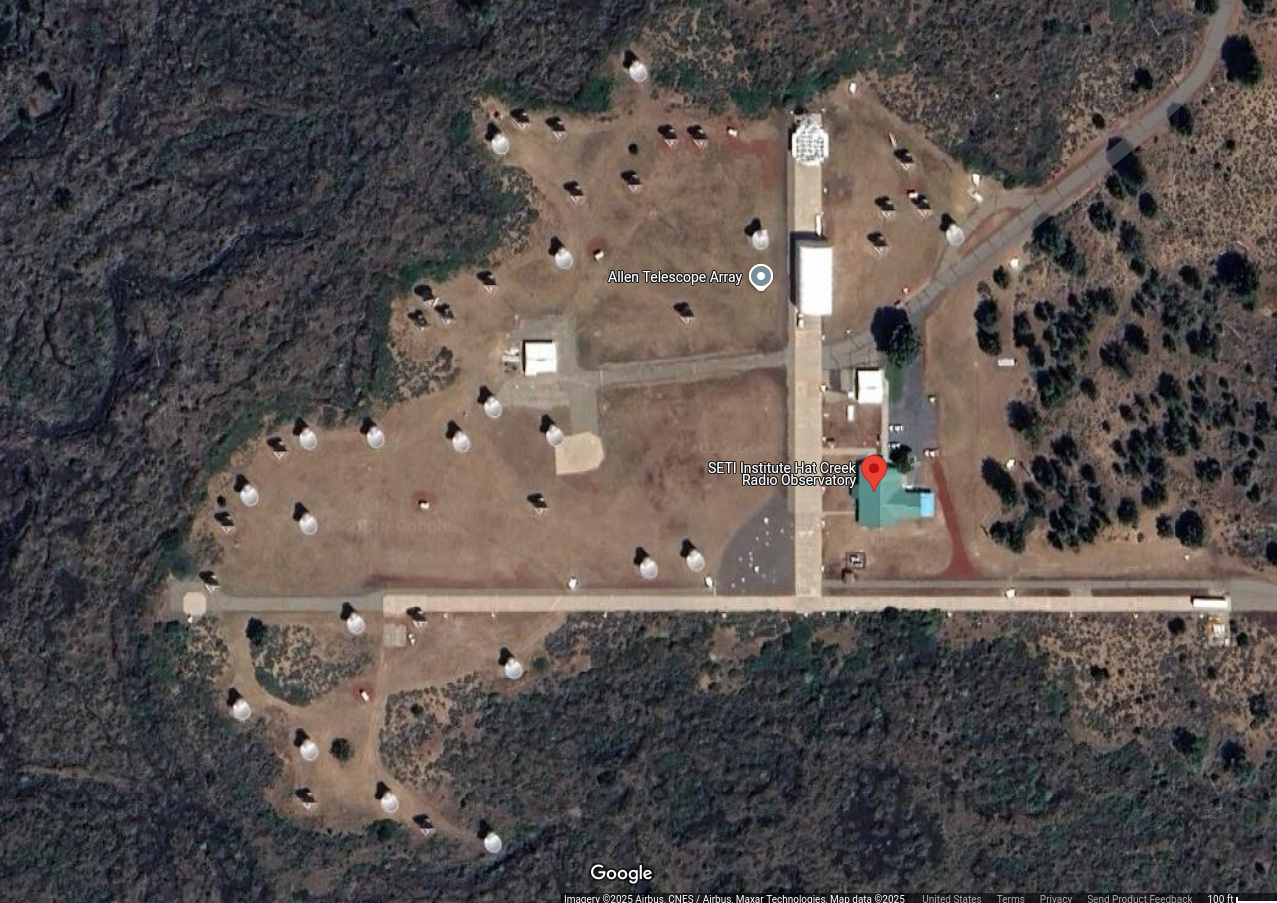 Allen Telescope Array
SETI Institute Hat Creek
Radio Observatory
Google
Imagery ©2025 Airbus, CNES / Airbus, Maxar Technologies, Map data ©2025 United States Terms Privacy Send Product Feedback 100 ft